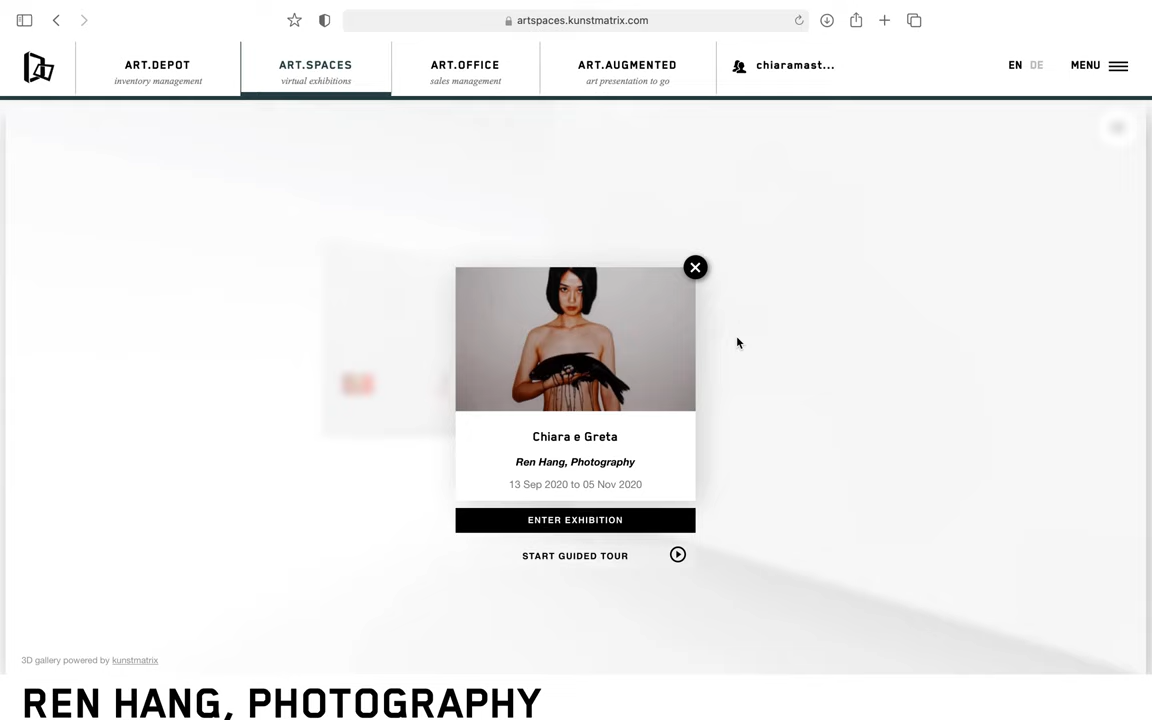 artspaces.kunstmatrix.com
ART.DEPOT
inventory management
ART.SPACES
virtual exhibitions
ART.OFFICE
sales management
ART.AUGMENTED
art presentation to go
chiaramast...
EN DE
MENU
Chiara e Greta
Ren Hang, Photography
13 Sep 2020 to 05 Nov 2020
ENTER EXHIBITION
START GUIDED TOUR
3D gallery powered by kunstmatrix
REN HANG, PHOTOGRAPHY